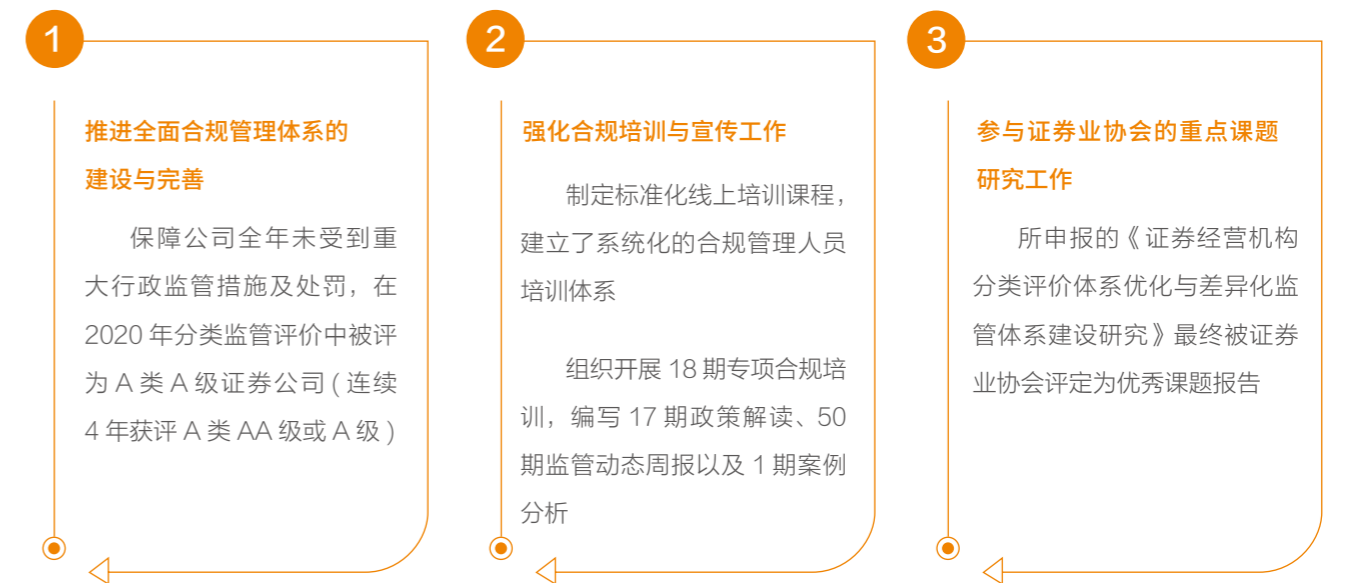 1
推进全面合规管理体系的
建设与完善
保障公司全年未受到重
大行政监管措施及处罚，在
2020 年分类监管评价中被评
为 A 类 A 级证券公司 ( 连续
4 年获评 A 类 AA 级或 A 级 )
2
强化合规培训与宣传工作
制定标准化线上培训课程，
建立了系统化的合规管理人员
培训体系
组织开展 18 期专项合规培
训，编写 17 期政策解读、50
期监管动态周报以及 1 期案例
分析
3
参与证券业协会的重点课题
研究工作
所申报的《证券经营机构
分类评价体系优化与差异化监
管体系建设研究》最终被证券
业协会评定为优秀课题报告